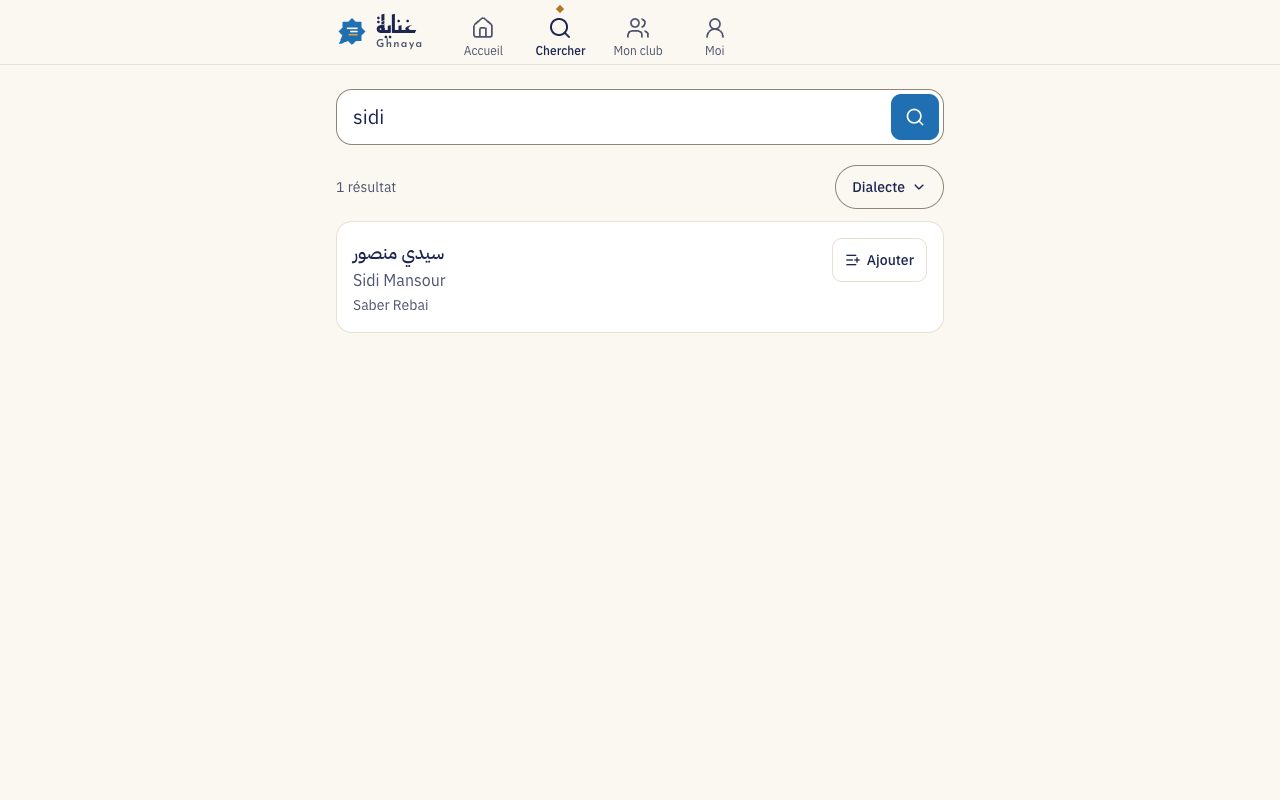 غناية
Ghnaya
Accueil
Chercher
Mon club
Moi
sidi
1 résultat
Dialecte
سيدي منصور
Ajouter
Sidi Mansour
Saber Rebai